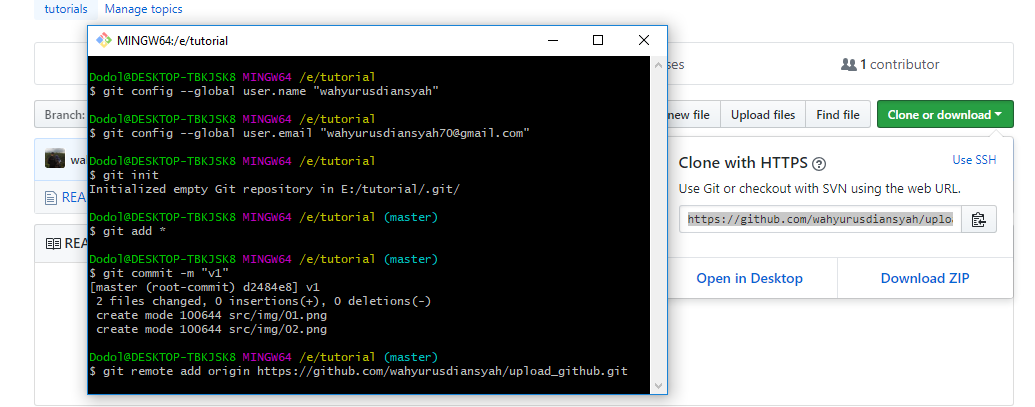 tutorials Manage topics
MINGW64:/e/tutorial
1 contributor
Branch:
new file Upload files Find file Clone or download
Dodol@DESKTOP-TBKJSK8 MINGW64 /e/tutorial
$ git config --global user.name "wahyurusdiansyah"
Dodol@DESKTOP-TBKJSK8 MINGW64 /e/tutorial
$ git config --global user.email "wahyurusdiansyah70@gmail.com"
Dodol@DESKTOP-TBKJSK8 MINGW64 /e/tutorial
$ git init
Initialized empty Git repository in E:/tutorial/.git/
Dodol@DESKTOP-TBKJSK8 MINGW64 /e/tutorial (master)
$ git add *
Dodol@DESKTOP-TBKJSK8 MINGW64 /e/tutorial (master)
$ git commit -m "v1"
[master (root-commit) d2484e8] v1
2 files changed, 0 insertions(+), 0 deletions(-)
create mode 100644 src/img/01.png
create mode 100644 src/img/02.png
Dodol@DESKTOP-TBKJSK8 MINGW64 /e/tutorial (master)
$ git remote add origin https://github.com/wahyurusdiansyah/upload_github.git
Clone with HTTPS Use SSH
Use Git or checkout with SVN using the web URL.
https://github.com/wahyurusdiansyah/uploa
Open in Desktop Download ZIP